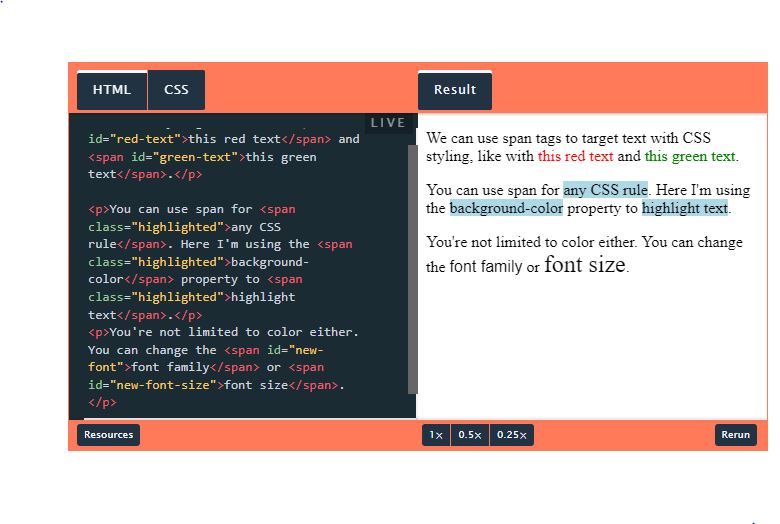 HTML CSS Result
LIVE
id="red-text">this red text</span> and
<span id="green-text">this green
text</span>.</p>
<p>You can use span for <span
class="highlighted">any CSS
rule</span>. Here I'm using the <span
class="highlighted">background-
color</span> property to <span
class="highlighted">highlight
text</span>.</p>
<p>You're not limited to color either.
You can change the <span id="new-
font">font family</span> or <span
id="new-font-size">font size</span>.
</p>
We can use span tags to target text with CSS
styling, like with this red text and this green text.
You can use span for any CSS rule. Here I'm using
the background-color property to highlight text.
You're not limited to color either. You can change
the font family or font size.
Resources 1x 0.5x 0.25x Rerun